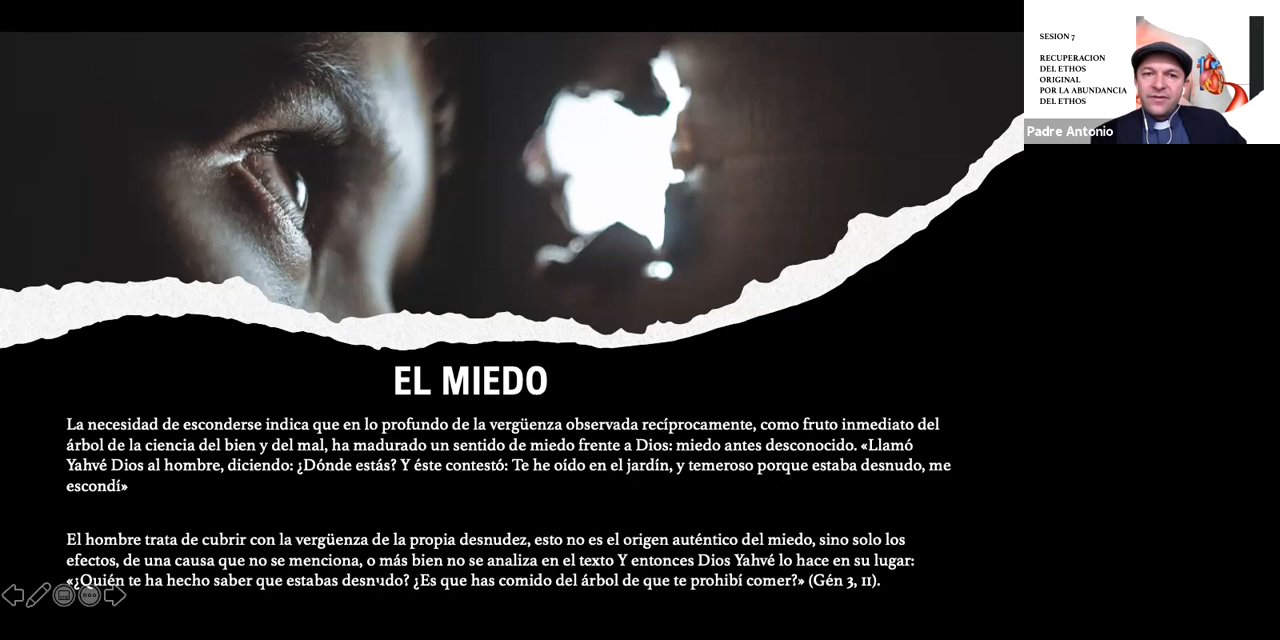 SESION 7
RECUPERACION
DEL ETHOS
ORIGINAL
POR LA ABUNDANCIA
DEL ETHOS
Padre Antonio
EL MIEDO
La necesidad de esconderse indica que en lo profundo de la vergüenza observada recíprocamente, como fruto inmediato del
árbol de la ciencia del bien y del mal, ha madurado un sentido de miedo frente a Dios: miedo antes desconocido. «Llamó
Yahvé Dios al hombre, diciendo: ¿Dónde estás? Y éste contestó: Te he oído en el jardín, y temeroso porque estaba desnudo, me
escondí»
El hombre trata de cubrir con la vergüenza de la propia desnudez, esto no es el origen auténtico del miedo, sino solo los
efectos, de una causa que no se menciona, o más bien no se analiza en el texto Y entonces Dios Yahvé lo hace en su lugar:
«¿Quién te ha hecho saber que estabas desnudo? ¿Es que has comido del árbol de que te prohibí comer?» (Gén 3, 11).